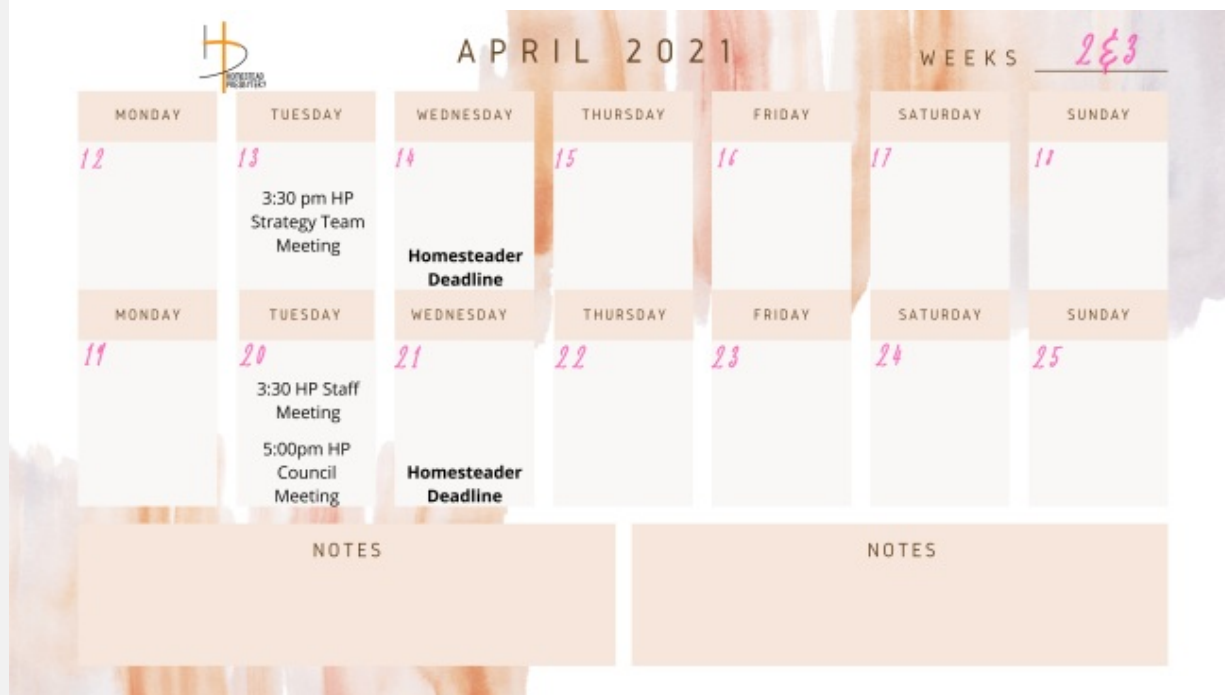 HOMESTEAD
PRESBYTERY
APRIL 2021
WEEKS 2&3
MONDAY TUESDAY WEDNESDAY THURSDAY FRIDAY SATURDAY SUNDAY
12 13 14 15 16 17 18
3:30 pm HP
Strategy Team
Meeting
Homesteader
Deadline
MONDAY TUESDAY WEDNESDAY THURSDAY FRIDAY SATURDAY SUNDAY
19 20 21 22 23 24 25
3:30 HP Staff
Meeting
5:00pm HP
Council
Meeting
Homesteader
Deadline
NOTES NOTES